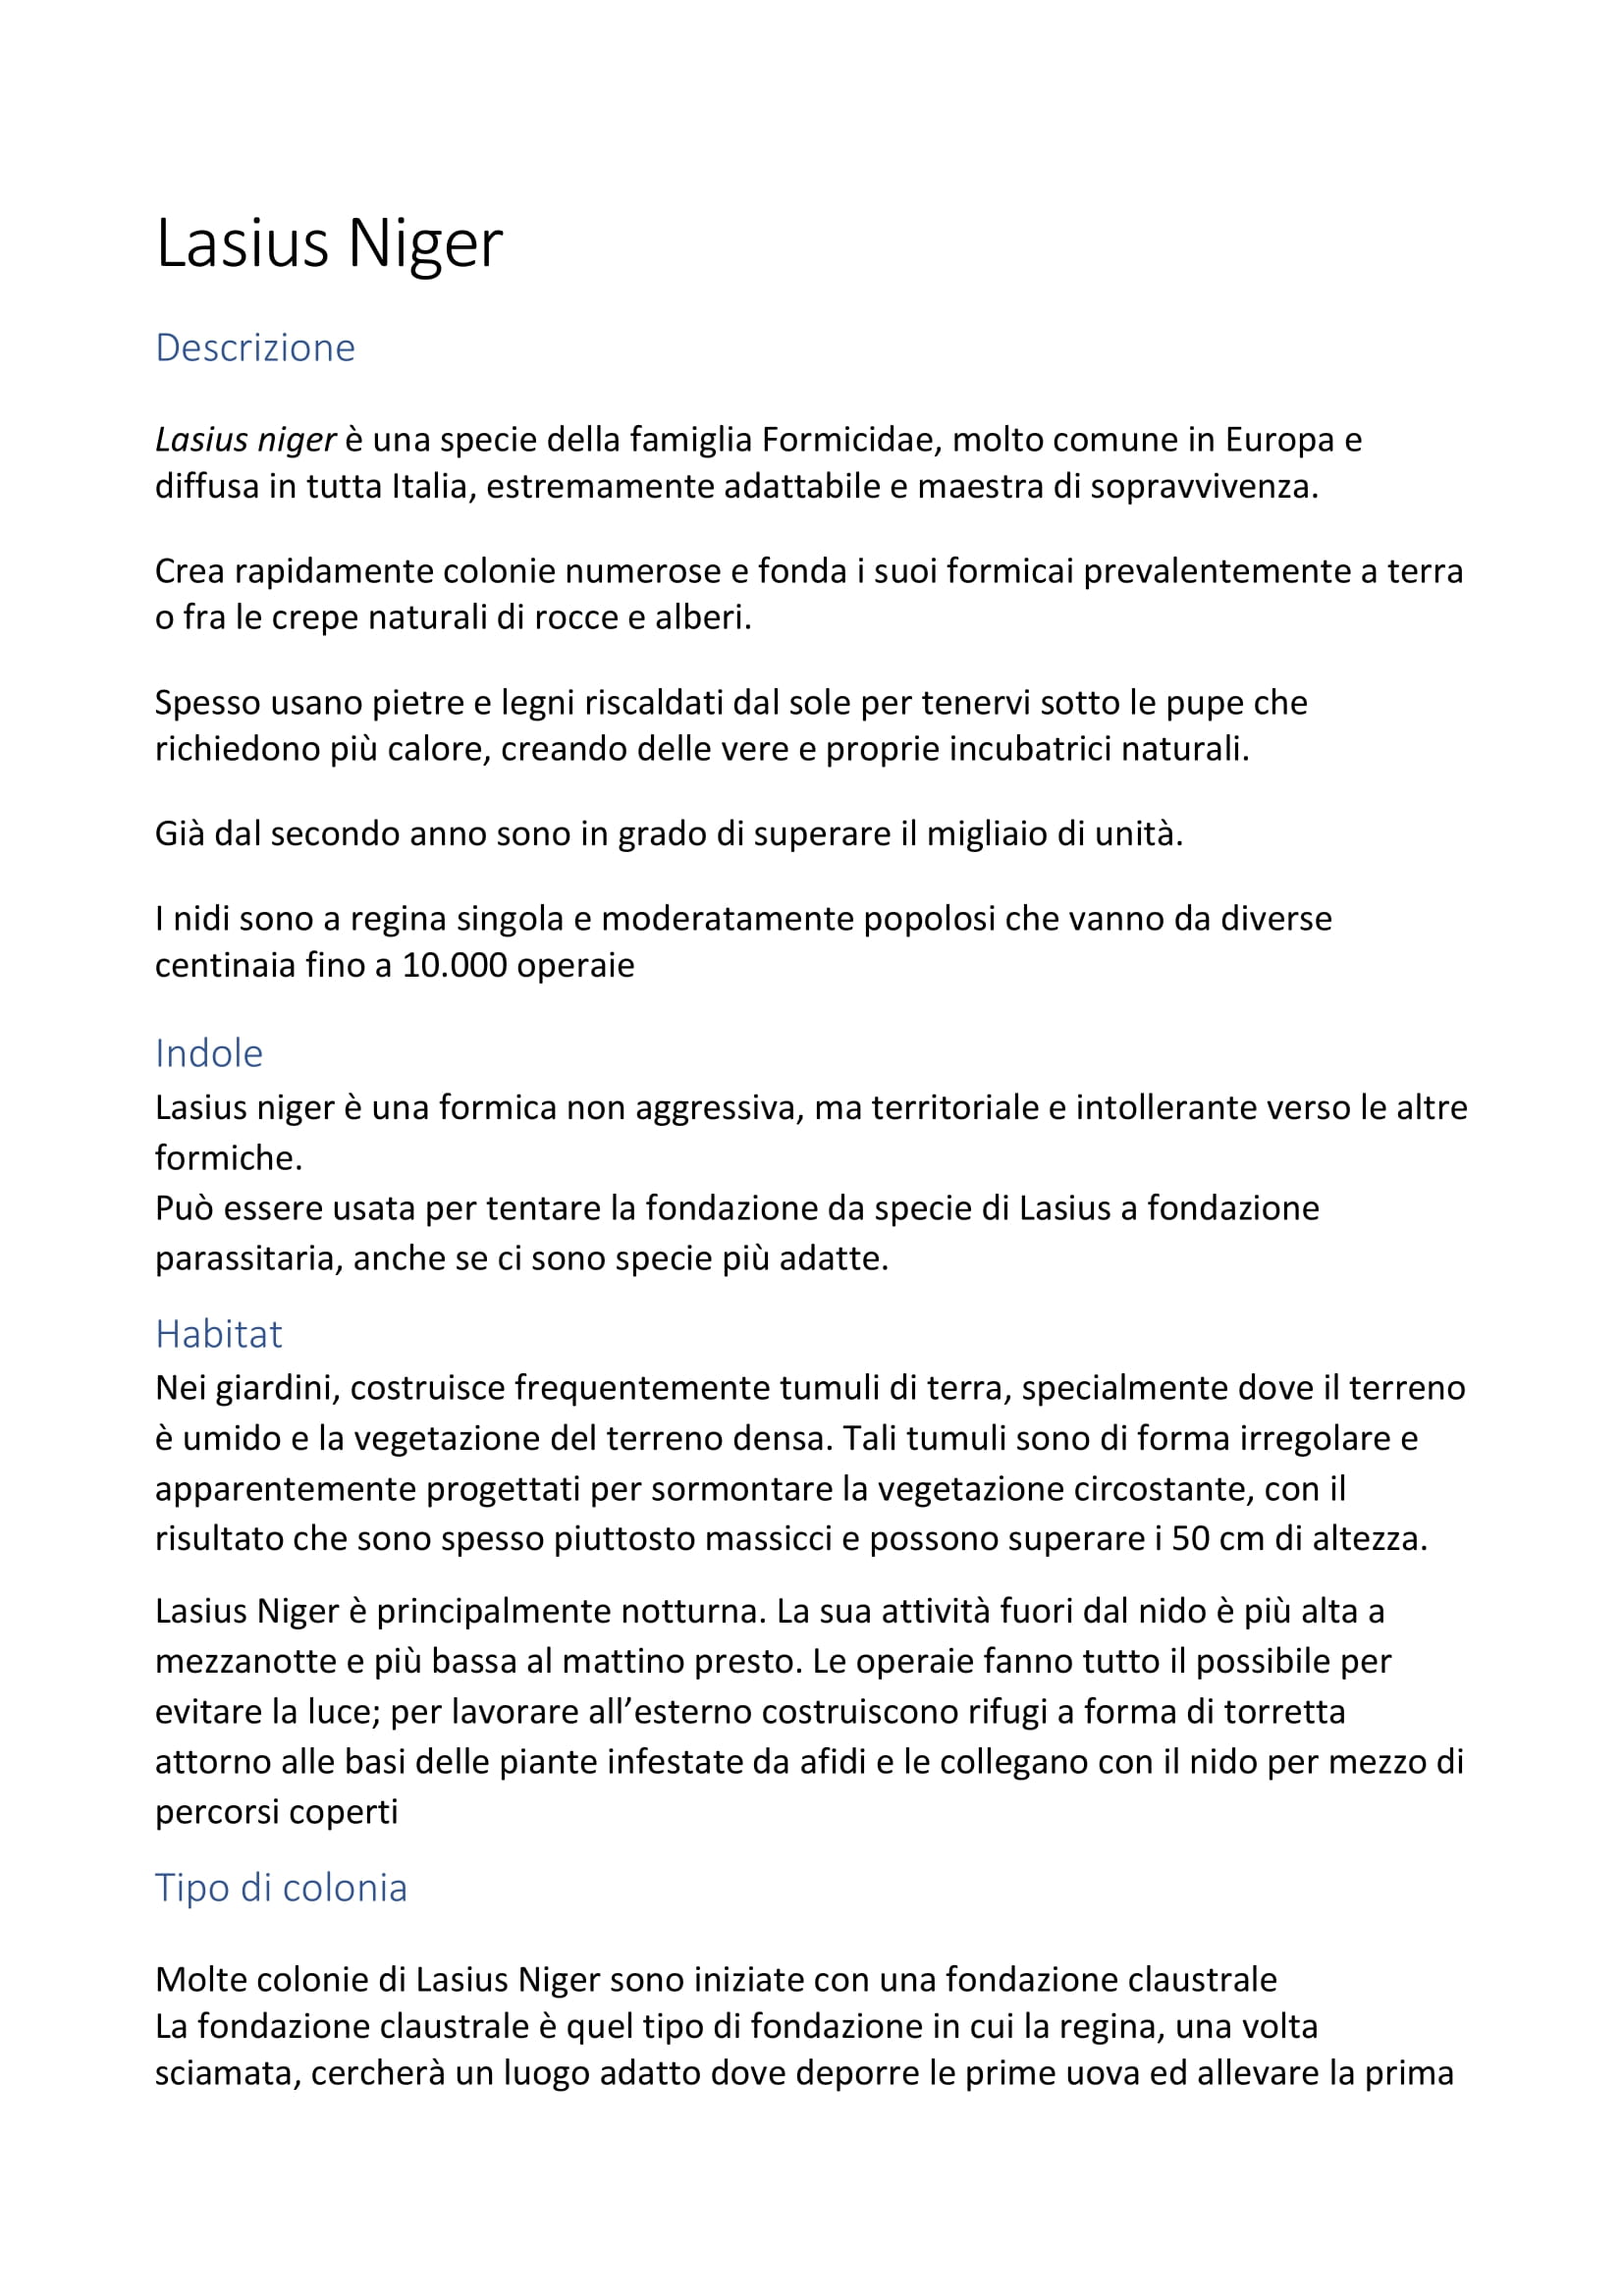 Lasius Niger
Descrizione
Lasius niger è una specie della famiglia Formicidae, molto comune in Europa e
diffusa in tutta Italia, estremamente adattabile e maestra di sopravvivenza.
Crea rapidamente colonie numerose e fonda i suoi formicai prevalentemente a terra
o fra le crepe naturali di rocce e alberi.
Spesso usano pietre e legni riscaldati dal sole per tenervi sotto le pupe che
richiedono più calore, creando delle vere e proprie incubatrici naturali.
Già dal secondo anno sono in grado di superare il migliaio di unità.
I nidi sono a regina singola e moderatamente popolosi che vanno da diverse
centinaia fino a 10.000 operaie
Indole
Lasius niger è una formica non aggressiva, ma territoriale e intollerante verso le altre
formiche.
Può essere usata per tentare la fondazione da specie di Lasius a fondazione
parassitaria, anche se ci sono specie più adatte.
Habitat
Nei giardini, costruisce frequentemente tumuli di terra, specialmente dove il terreno
è umido e la vegetazione del terreno densa. Tali tumuli sono di forma irregolare e
apparentemente progettati per sormontare la vegetazione circostante, con il
risultato che sono spesso piuttosto massicci e possono superare i 50 cm di altezza.
Lasius Niger è principalmente notturna. La sua attività fuori dal nido è più alta a
mezzanotte e più bassa al mattino presto. Le operaie fanno tutto il possibile per
evitare la luce; per lavorare all’esterno costruiscono rifugi a forma di torretta
attorno alle basi delle piante infestate da afidi e le collegano con il nido per mezzo di
percorsi coperti
Tipo di colonia
Molte colonie di Lasius Niger sono iniziate con una fondazione claustrale
La fondazione claustrale è quel tipo di fondazione in cui la regina, una volta
sciamata, cercherà un luogo adatto dove deporre le prime uova ed allevare la prima